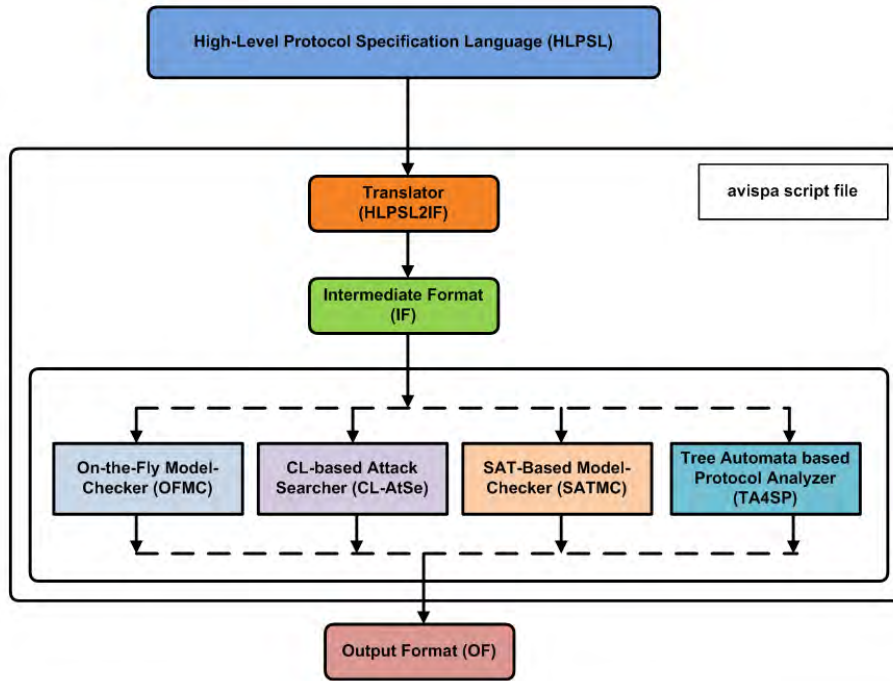 High-Level Protocol Specification Language (HLPSL)
Translator
(HLPSL2IF)
avispa script file
Intermediate Format
(IF)
On-the-Fly Model-
Checker (OFMC)
CL-based Attack
Searcher (CL-AtSe)
SAT-Based Model-
Checker (SATMC)
Tree Automata based
Protocol Analyzer
(TA4SP)
Output Format (OF)